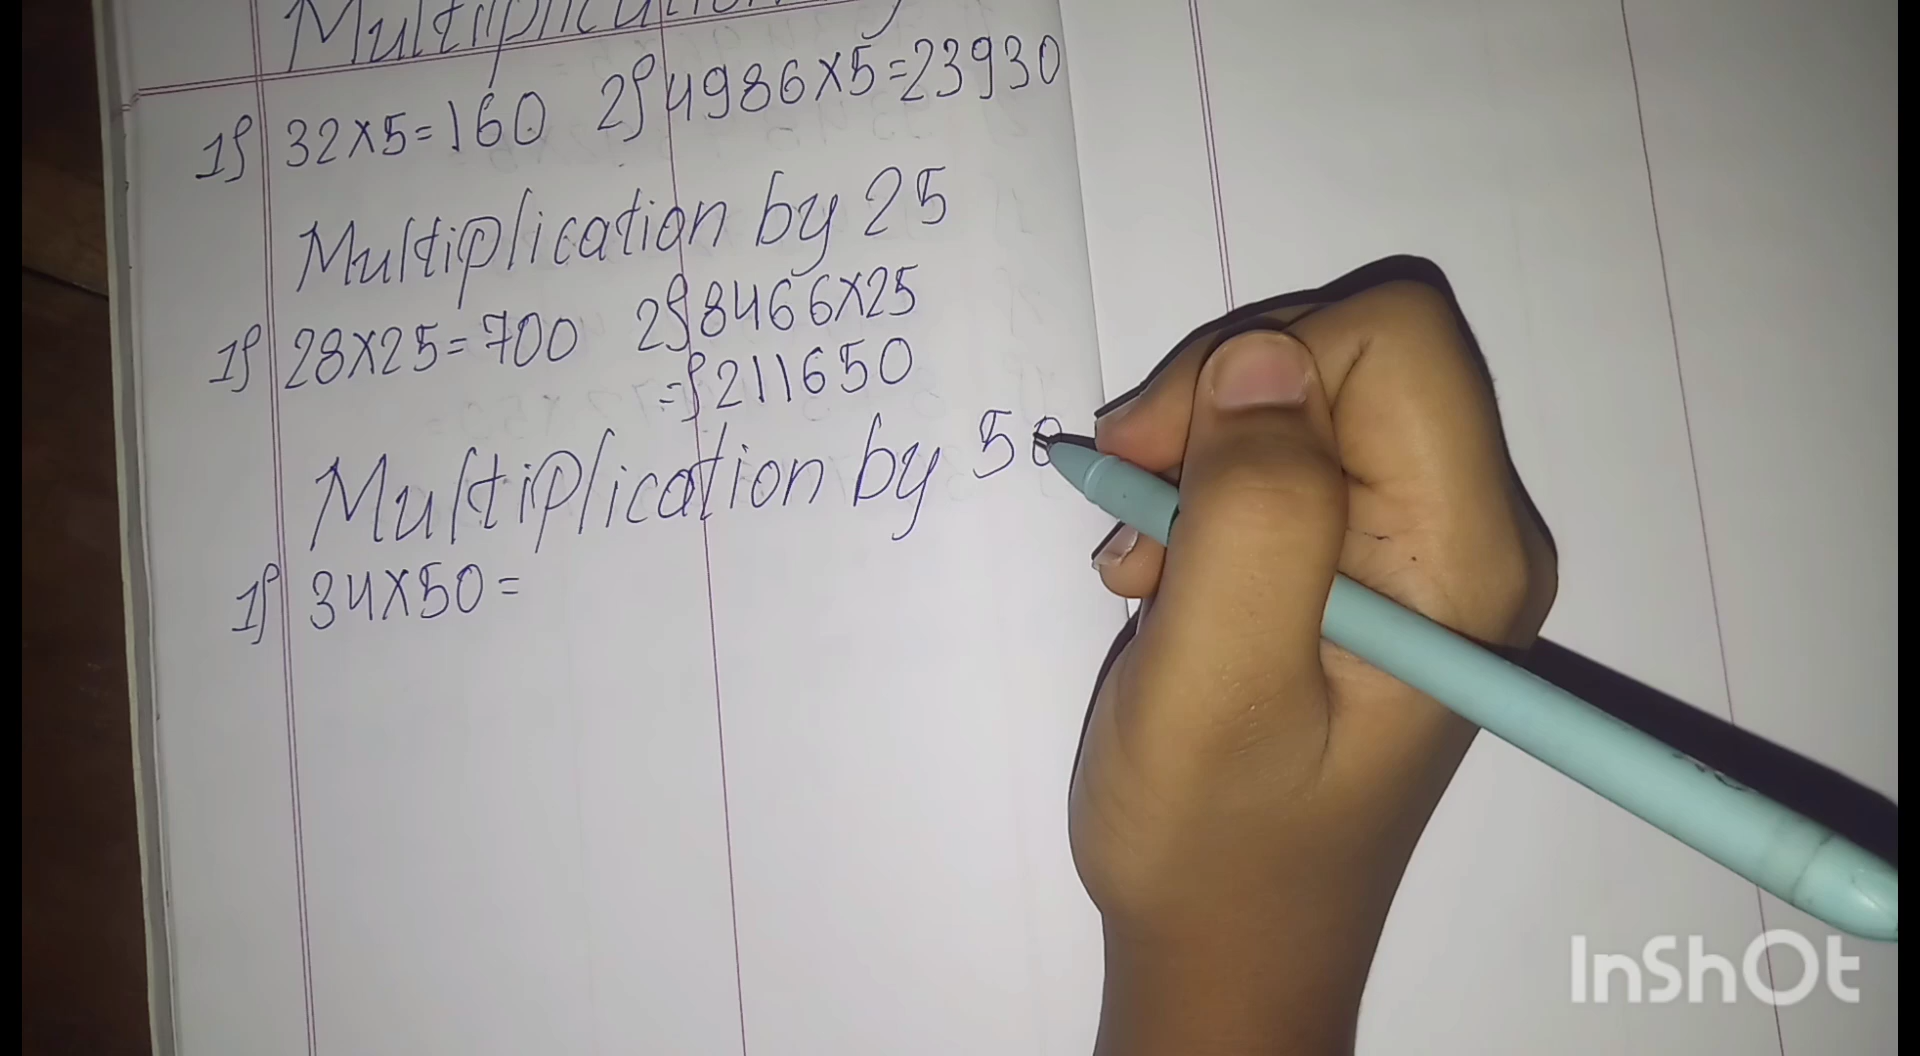 Multiplication
1) 32×5=160 2) 4986×5=23930
Multiplication by 25
1) 28×25=700 2) 8466×25
=) 211650
Multiplication by 50
1) 34×50=
InShOt